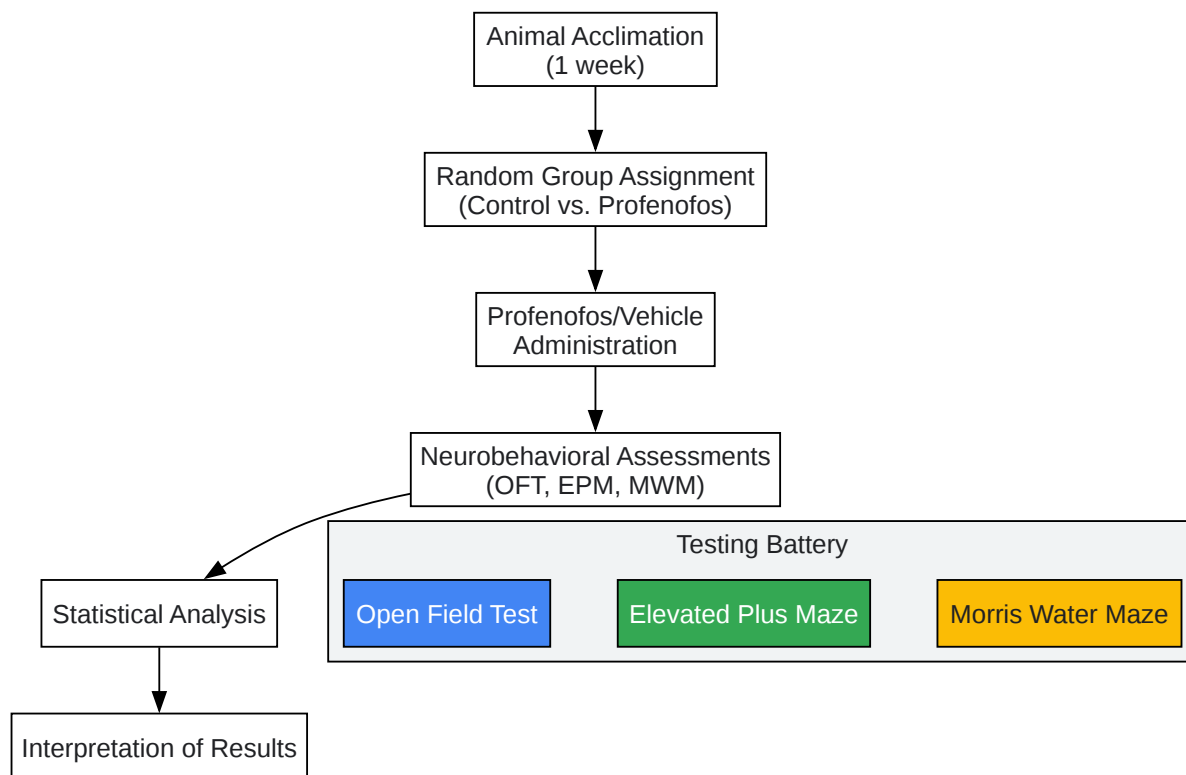 Animal Acclimation
(1 week)
Random Group Assignment
(Control vs. Profenofos)
Profenofos/Vehicle
Administration
Neurobehavioral Assessments
(OFT, EPM, MWM)
Testing Battery
Statistical Analysis
Open Field Test
Elevated Plus Maze
Morris Water Maze
Interpretation of Results